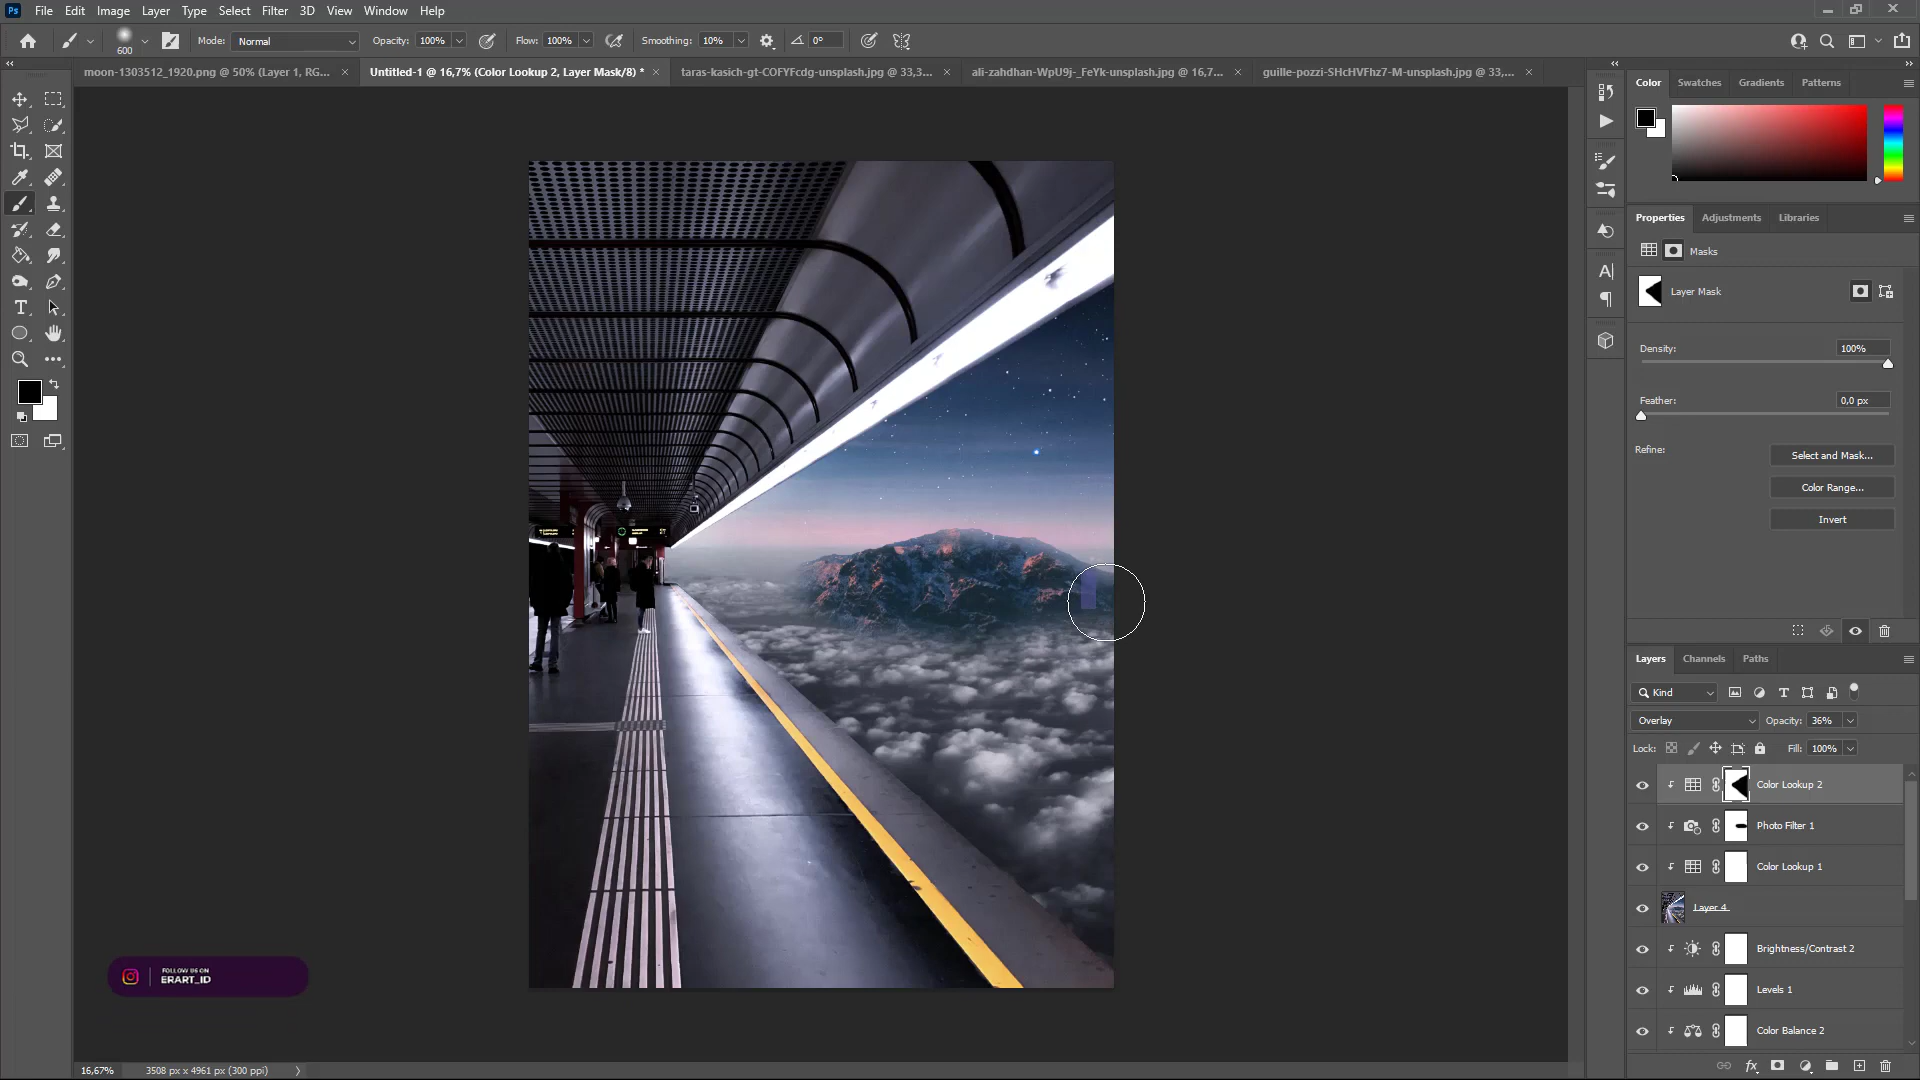 Ps File Edit Image Layer Type Select Filter 3D View Window Help
600 Mode: Normal Opacity: 100% Flow: 100% Smoothing: 10% 0°
moon-1303512_1920.png @ 50% (Layer 1, RG... × Untitled-1 @ 16,7% (Color Lookup 2, Layer Mask/8) * × taras-kasich-gt-COFYFcdg-unsplash.jpg @ 33,3... × ali-zahdhan-WpU9j-_FeYk-unsplash.jpg @ 16,7... × guille-pozzi-SHcHVFhz7-M-unsplash.jpg @ 33,... ×
Color Swatches Gradients Patterns
Properties Adjustments Libraries
Masks
Layer Mask
Density: 100%
Feather: 0,0 px
Refine: Select and Mask...
Color Range...
Invert
Layers Channels Paths
Kind
Overlay Opacity: 36%
Lock: Fill: 100%
Color Lookup 2
Photo Filter 1
Color Lookup 1
Layer 4
Brightness/Contrast 2
Levels 1
Color Balance 2
FOLLOW US ON
ERART_ID
16,67% 3508 px x 4961 px (300 ppi)